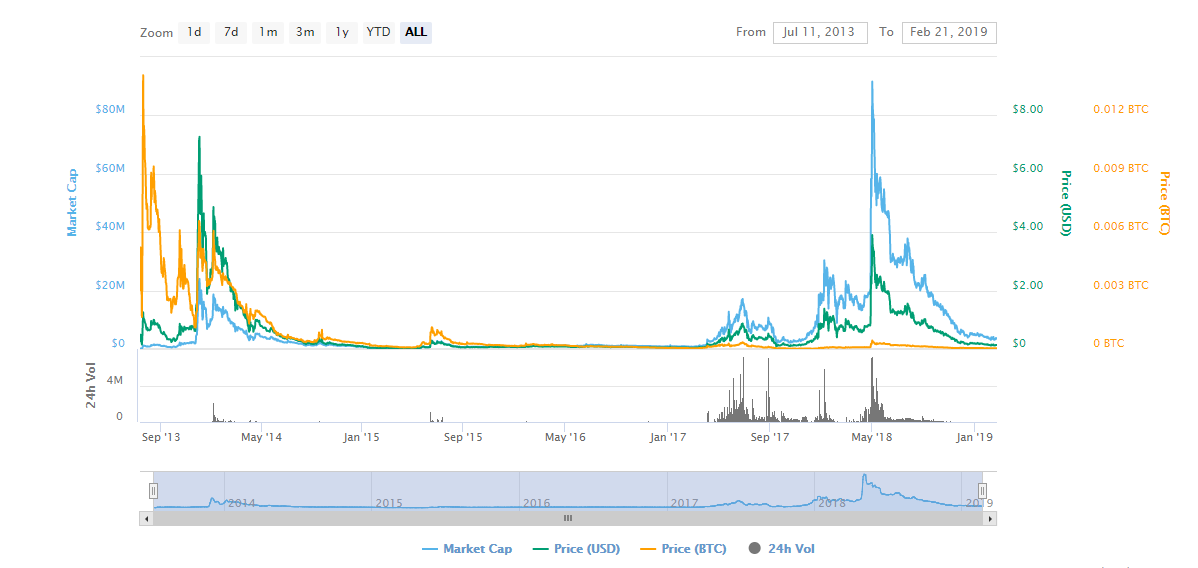 Zoom 1d 7d 1m 3m 1y YTD ALL From Jul 11, 2013 To Feb 21, 2019
$80M $8.00 0.012 BTC
$60M $6.00 0.009 BTC
Market Cap Price (USD) Price (BTC)
$40M $4.00 0.006 BTC
$20M $2.00 0.003 BTC
$0 $0 0 BTC
24h Vol
4M
0
Sep '13 May '14 Jan '15 Sep '15 May '16 Jan '17 Sep '17 May '18 Jan '19
2014 2015 2016 2017 2018 2019
Market Cap Price (USD) Price (BTC) 24h Vol